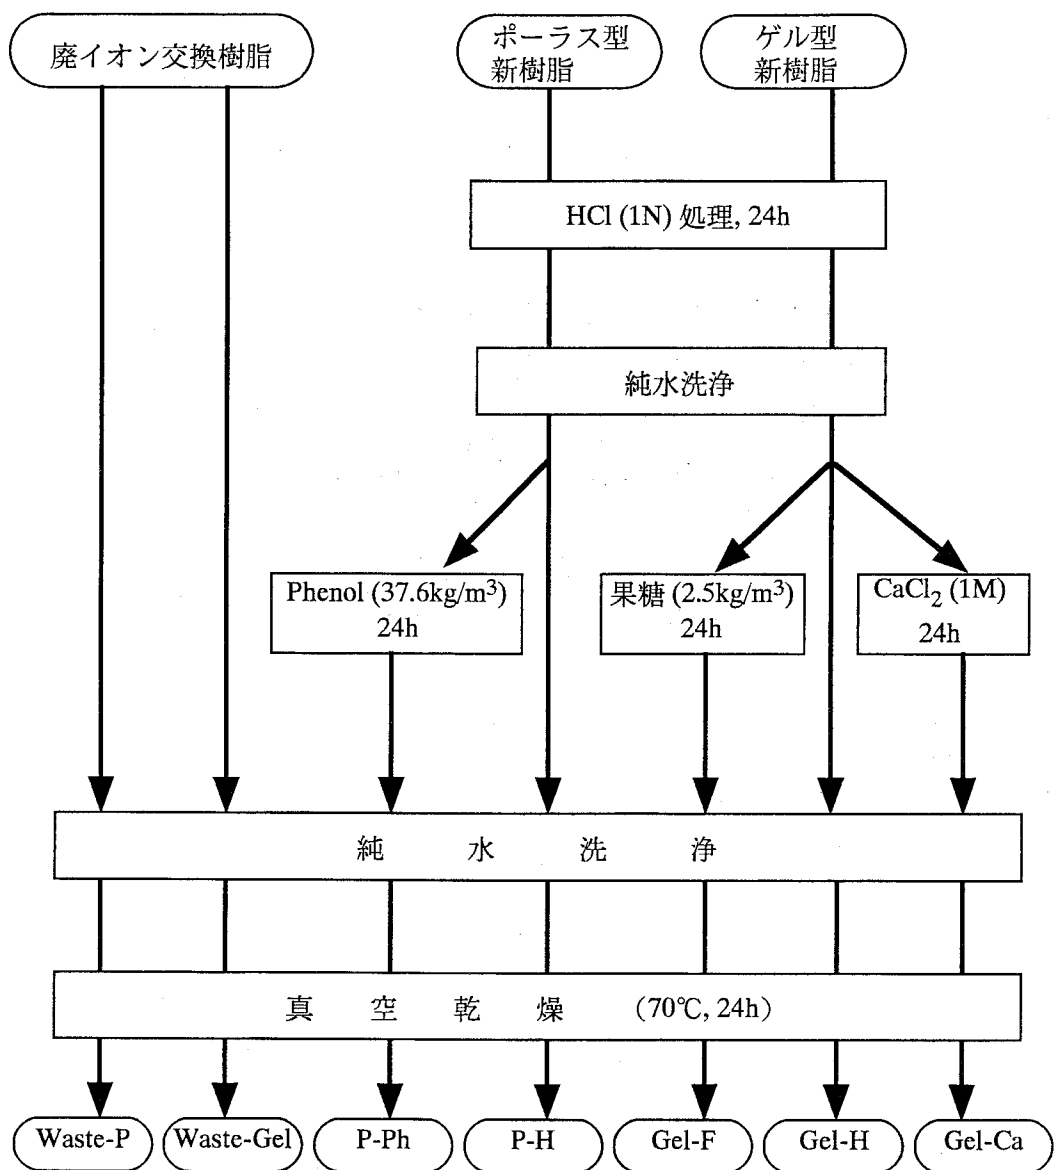 廃イオン交換樹脂
ポーラス型
新樹脂
ゲル型
新樹脂
HCl (1N) 処理, 24h
純水洗浄
Phenol (37.6kg/m³)
24h
果糖 (2.5kg/m³)
24h
CaCl₂ (1M)
24h
純 水 洗 浄
真 空 乾 燥 (70℃, 24h)
Waste-P
Waste-Gel
P-Ph
P-H
Gel-F
Gel-H
Gel-Ca